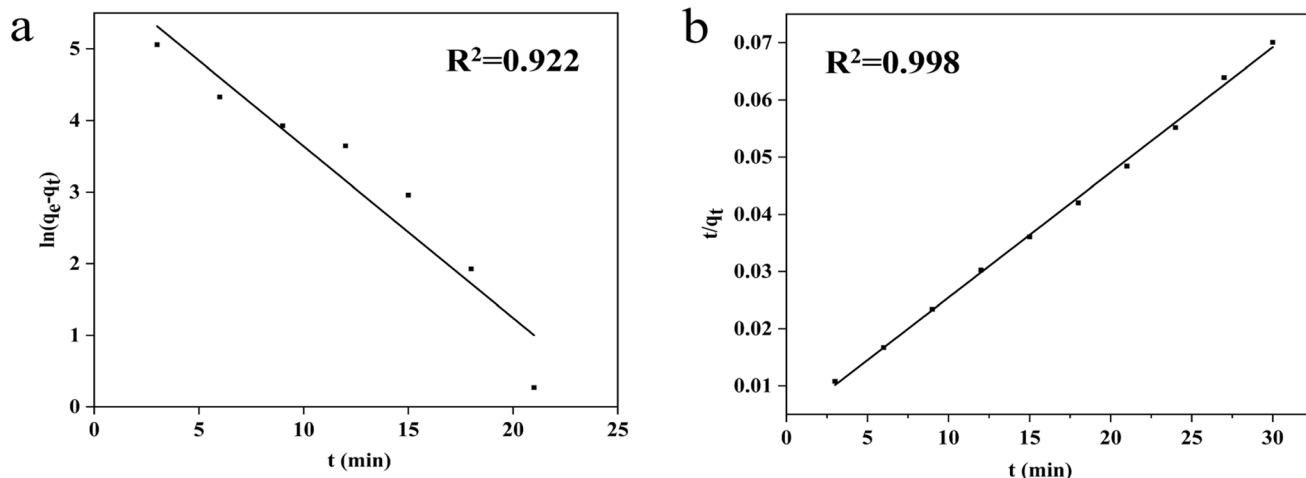 a
R²=0.922
ln(qₑ-qₜ)
5
4
3
2
1
0
0 5 10 15 20 25
t (min)
b
R²=0.998
t/qₜ
0.07
0.06
0.05
0.04
0.03
0.02
0.01
0 5 10 15 20 25 30
t (min)